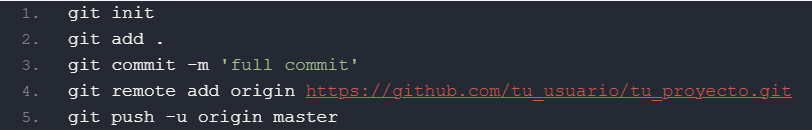 1. git init
2. git add .
3. git commit -m 'full commit'
4. git remote add origin https://github.com/tu_usuario/tu_proyecto.git
5. git push -u origin master